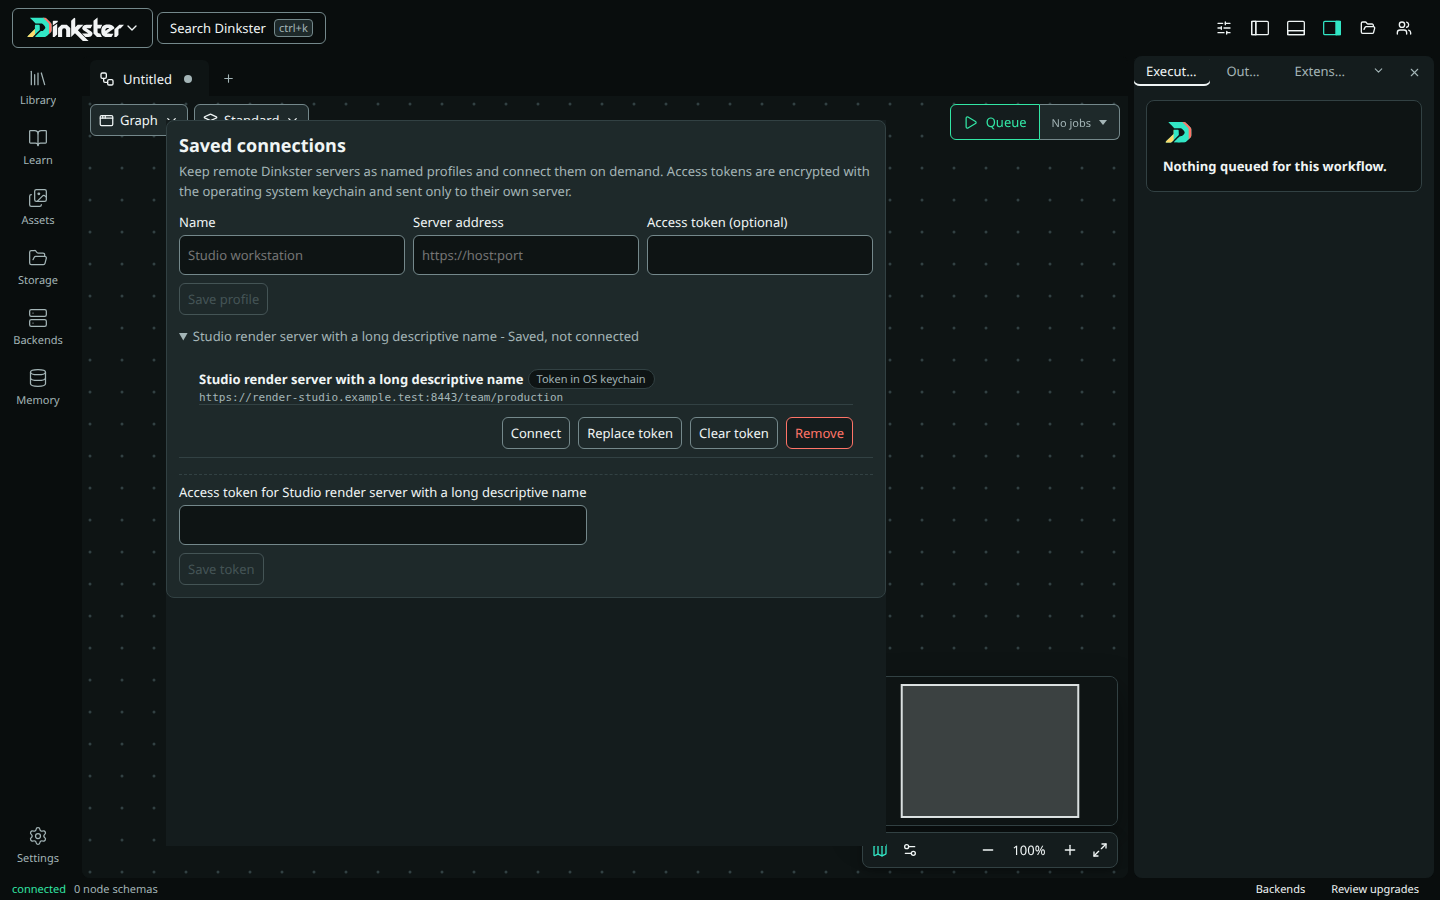 Dinkster
Search Dinkster ctrl+k
Library
Learn
Assets
Storage
Backends
Memory
Settings
Untitled
Graph
Standard
Queue
No jobs
Saved connections
Keep remote Dinkster servers as named profiles and connect them on demand. Access tokens are encrypted with
the operating system keychain and sent only to their own server.
Name
Server address
Access token (optional)
Studio workstation
https://host:port
Save profile
Studio render server with a long descriptive name - Saved, not connected
Studio render server with a long descriptive name Token in OS keychain
https://render-studio.example.test:8443/team/production
Connect
Replace token
Clear token
Remove
Access token for Studio render server with a long descriptive name
Save token
100%
Execut...
Out...
Extens...
Nothing queued for this workflow.
connected 0 node schemas
Backends
Review upgrades